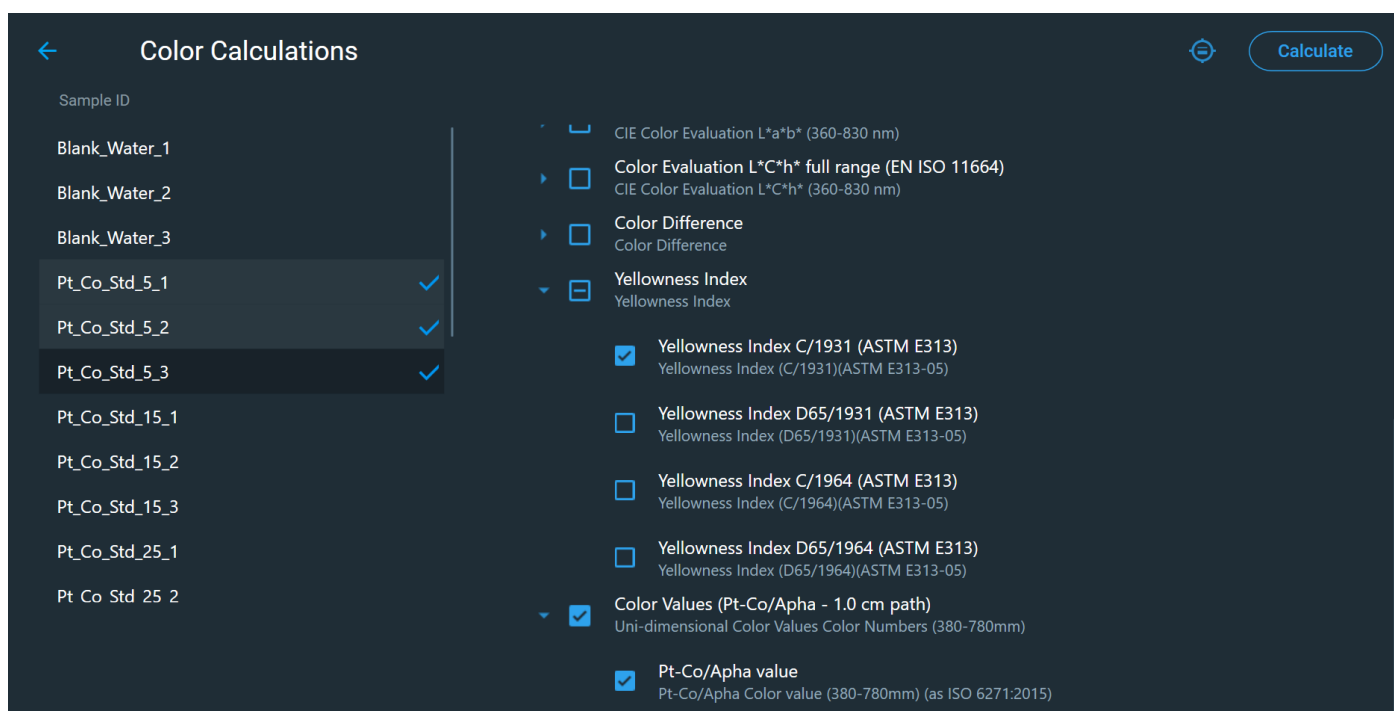 Color Calculations
Calculate
Sample ID
Blank_Water_1
Blank_Water_2
Blank_Water_3
Pt_Co_Std_5_1
Pt_Co_Std_5_2
Pt_Co_Std_5_3
Pt_Co_Std_15_1
Pt_Co_Std_15_2
Pt_Co_Std_15_3
Pt_Co_Std_25_1
Pt_Co_Std_25_2
CIE Color Evaluation L*a*b* (360-830 nm)
Color Evaluation L*C*h* full range (EN ISO 11664)
CIE Color Evaluation L*C*h* (360-830 nm)
Color Difference
Color Difference
Yellowness Index
Yellowness Index
Yellowness Index C/1931 (ASTM E313)
Yellowness Index (C/1931)(ASTM E313-05)
Yellowness Index D65/1931 (ASTM E313)
Yellowness Index (D65/1931)(ASTM E313-05)
Yellowness Index C/1964 (ASTM E313)
Yellowness Index (C/1964)(ASTM E313-05)
Yellowness Index D65/1964 (ASTM E313)
Yellowness Index (D65/1964)(ASTM E313-05)
Color Values (Pt-Co/Apha - 1.0 cm path)
Uni-dimensional Color Values Color Numbers (380-780mm)
Pt-Co/Apha value
Pt-Co/Apha Color value (380-780mm) (as ISO 6271:2015)